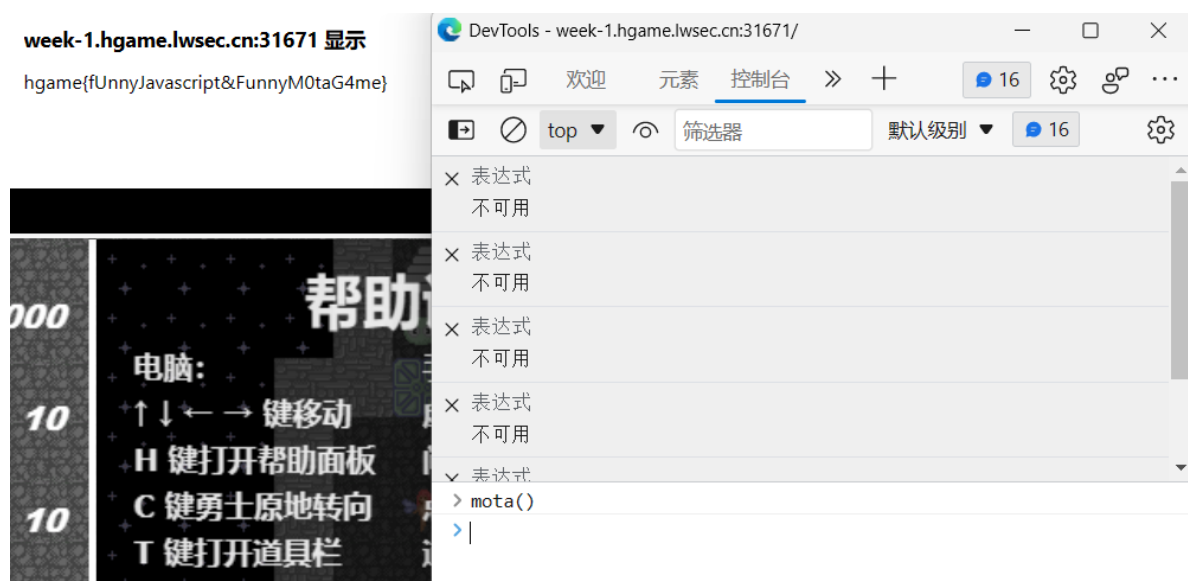 week-1.hgame.lwsec.cn:31671 显示
hgame{fUnnyJavascript&FunnyM0taG4me}
000
10
10
帮助
电脑：
↑↓←→ 键移动
H 键打开帮助面板
C 键勇士原地转向
T 键打开道具栏
DevTools - week-1.hgame.lwsec.cn:31671/
欢迎 元素 控制台 16
top 筛选器 默认级别 16
表达式
不可用
表达式
不可用
表达式
不可用
表达式
不可用
表达式
mota()